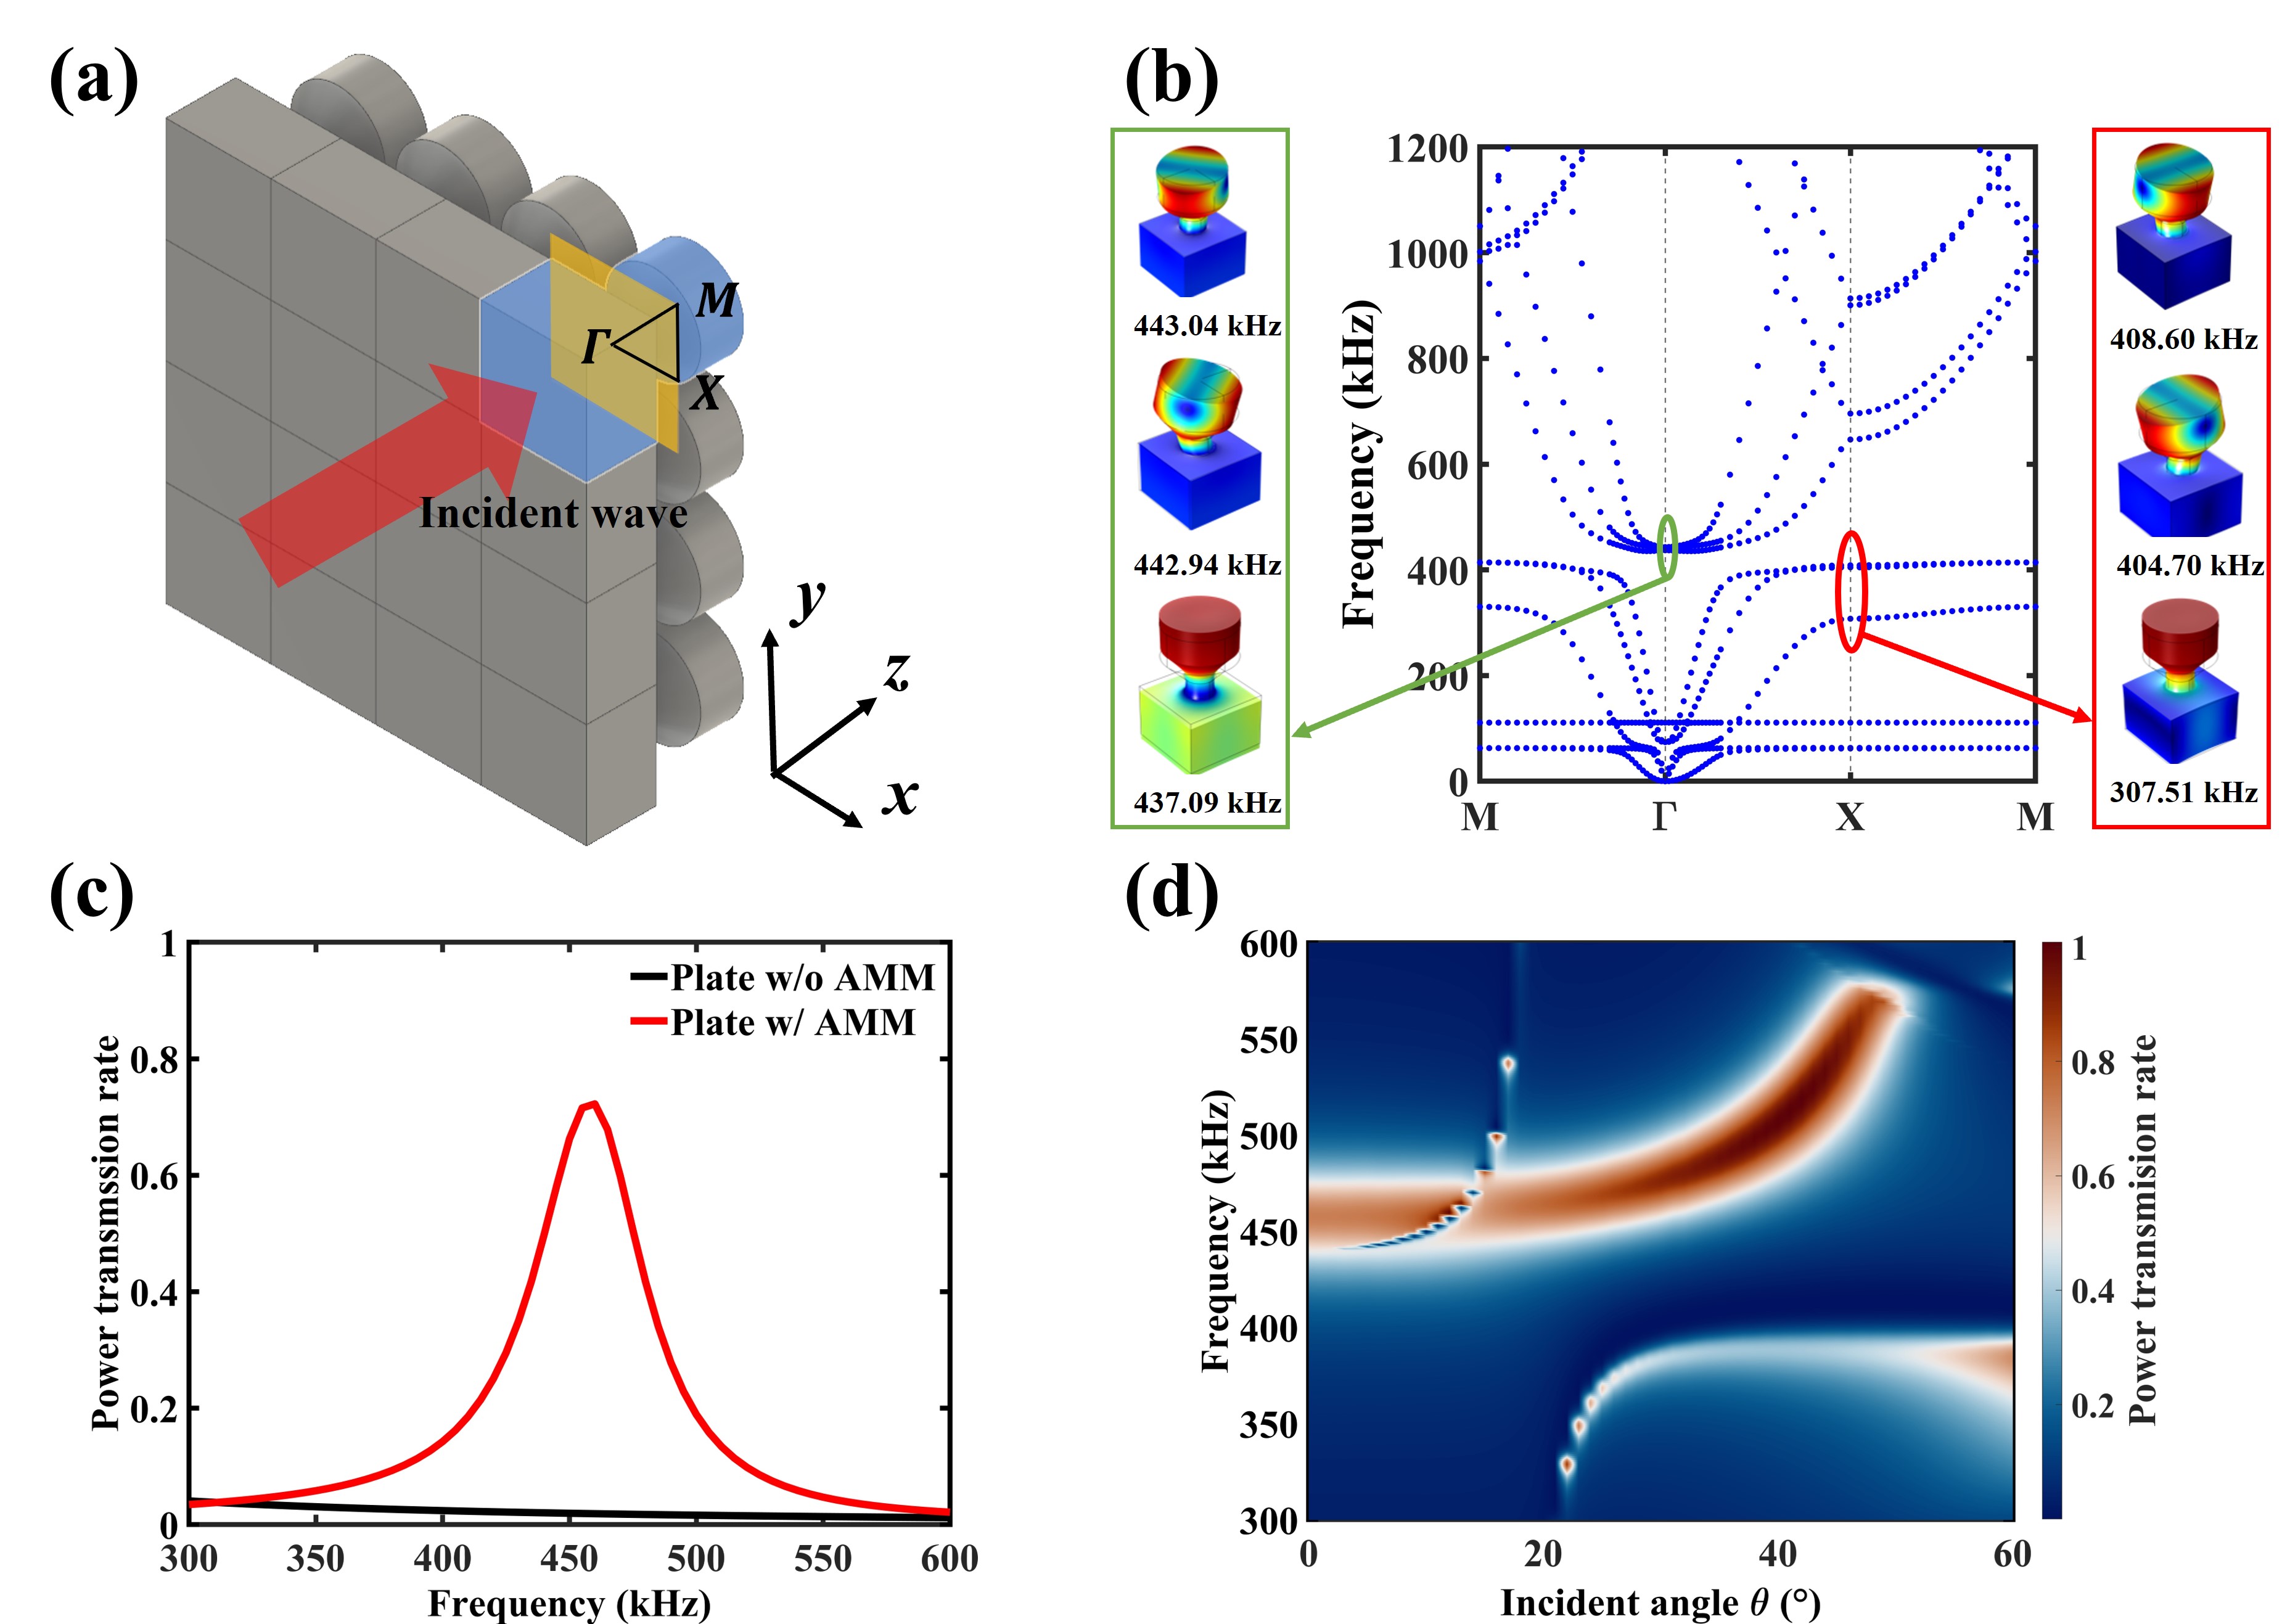 (a)
M
Γ
X
Incident wave
y
z
x
(b)
443.04 kHz
442.94 kHz
437.09 kHz
Frequency (kHz)
1200
1000
800
600
400
200
0
M
Γ
X
M
408.60 kHz
404.70 kHz
307.51 kHz
(c)
Power transmssion rate
1
0.8
0.6
0.4
0.2
0
Plate w/o AMM
Plate w/ AMM
300
350
400
450
500
550
600
Frequency (kHz)
(d)
Frequency (kHz)
600
550
500
450
400
350
300
0
20
40
60
Incident angle θ (°)
1
0.8
0.6
0.4
0.2
Power transmision rate